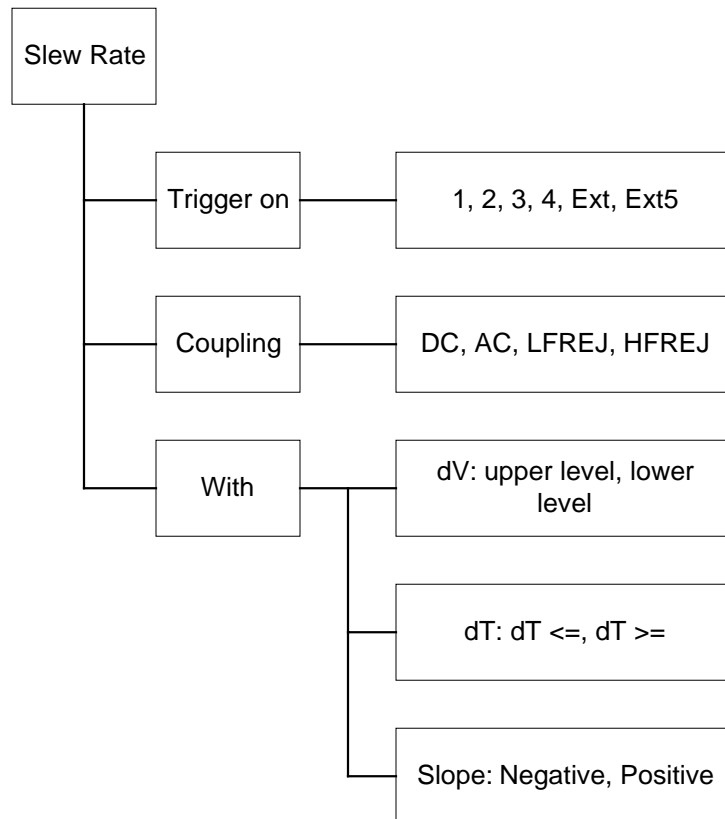 Slew Rate
Trigger on
1, 2, 3, 4, Ext, Ext5
Coupling
DC, AC, LFREJ, HFREJ
With
dV: upper level, lower
level
dT: dT <=, dT >=
Slope: Negative, Positive